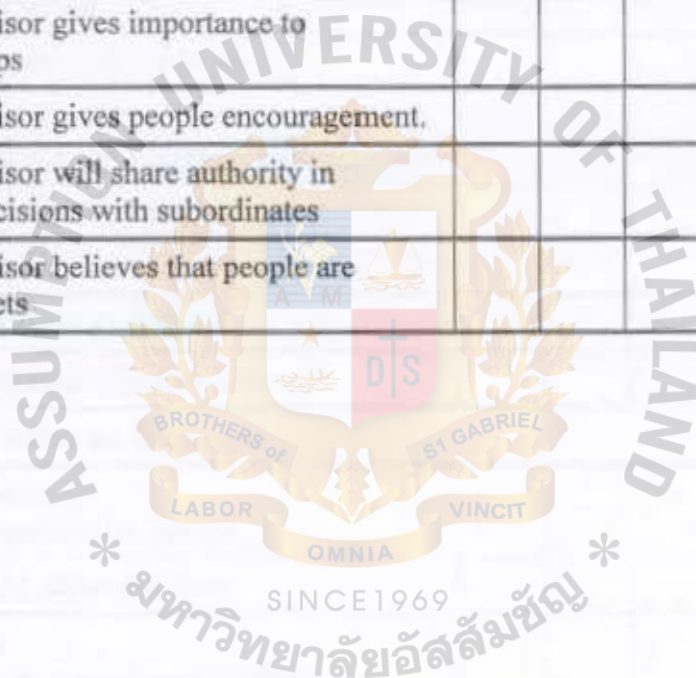 isor gives importance to
ps
isor gives people encouragement.
isor will share authority in
cisions with subordinates
isor believes that people are
ets
ASSUMPTION UNIVERSITY OF THAILAND
A M
D S
BROTHERS of ST GABRIEL
LABOR VINCIT
OMNIA
SINCE1969
* มหาวิทยาลัยอัสสัมชัญ *